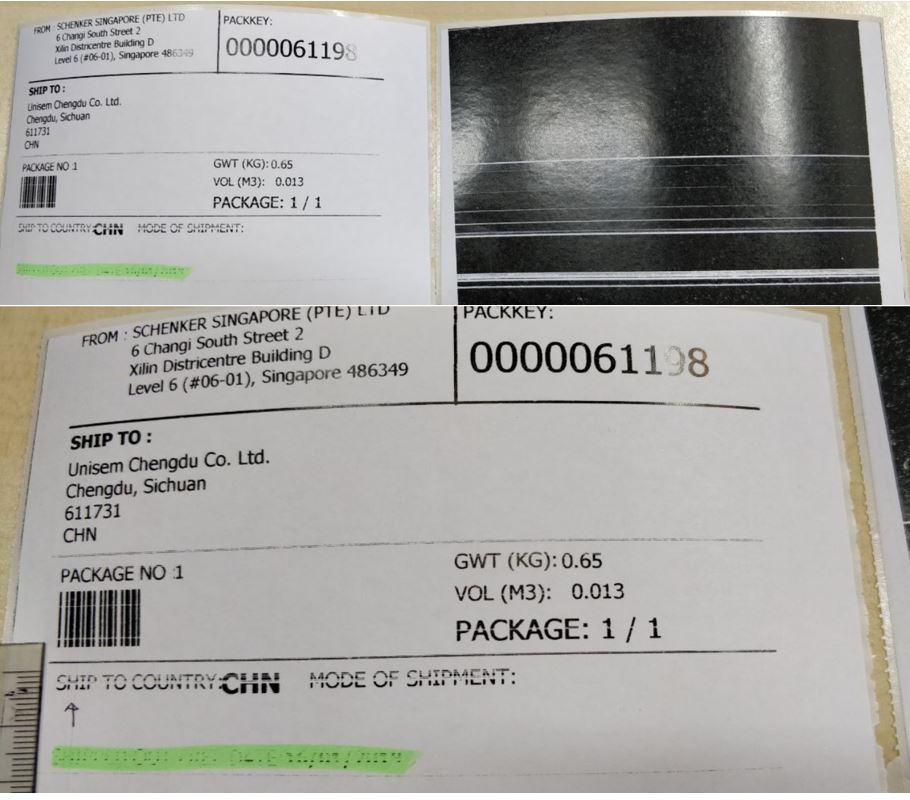 FROM : SCHENKER SINGAPORE (PTE) LTD
6 Changi South Street 2
Xilin Districentre Building D
Level 6 (#06-01), Singapore 486349
PACKKEY:
0000061198
SHIP TO :
Unisem Chengdu Co. Ltd.
Chengdu, Sichuan
611731
CHN
PACKAGE NO :1
GWT (KG): 0.65
VOL (M3): 0.013
PACKAGE: 1 / 1
SHIP TO COUNTRY:CHN MODE OF SHIPMENT:
FROM : SCHENKER SINGAPORE (PTE) LTD
6 Changi South Street 2
Xilin Districentre Building D
Level 6 (#06-01), Singapore 486349
PACKKEY:
0000061198
SHIP TO :
Unisem Chengdu Co. Ltd.
Chengdu, Sichuan
611731
CHN
PACKAGE NO :1
GWT (KG): 0.65
VOL (M3): 0.013
PACKAGE: 1 / 1
SHIP TO COUNTRY:CHN MODE OF SHIPMENT: